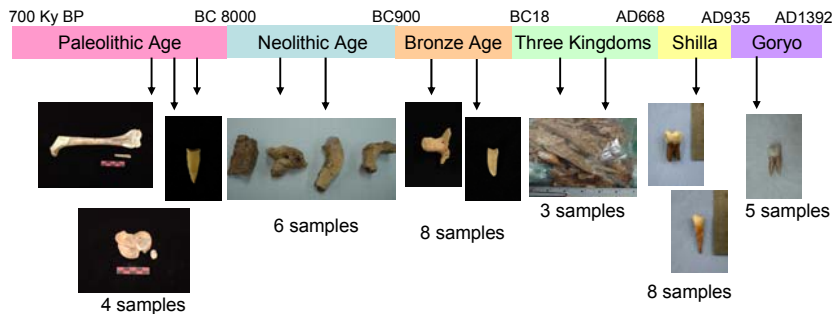 700 Ky BP BC 8000 BC900 BC18 AD668 AD935 AD1392
Paleolithic Age Neolithic Age Bronze Age Three Kingdoms Shilla Goryo
6 samples 8 samples 3 samples 5 samples
4 samples 8 samples